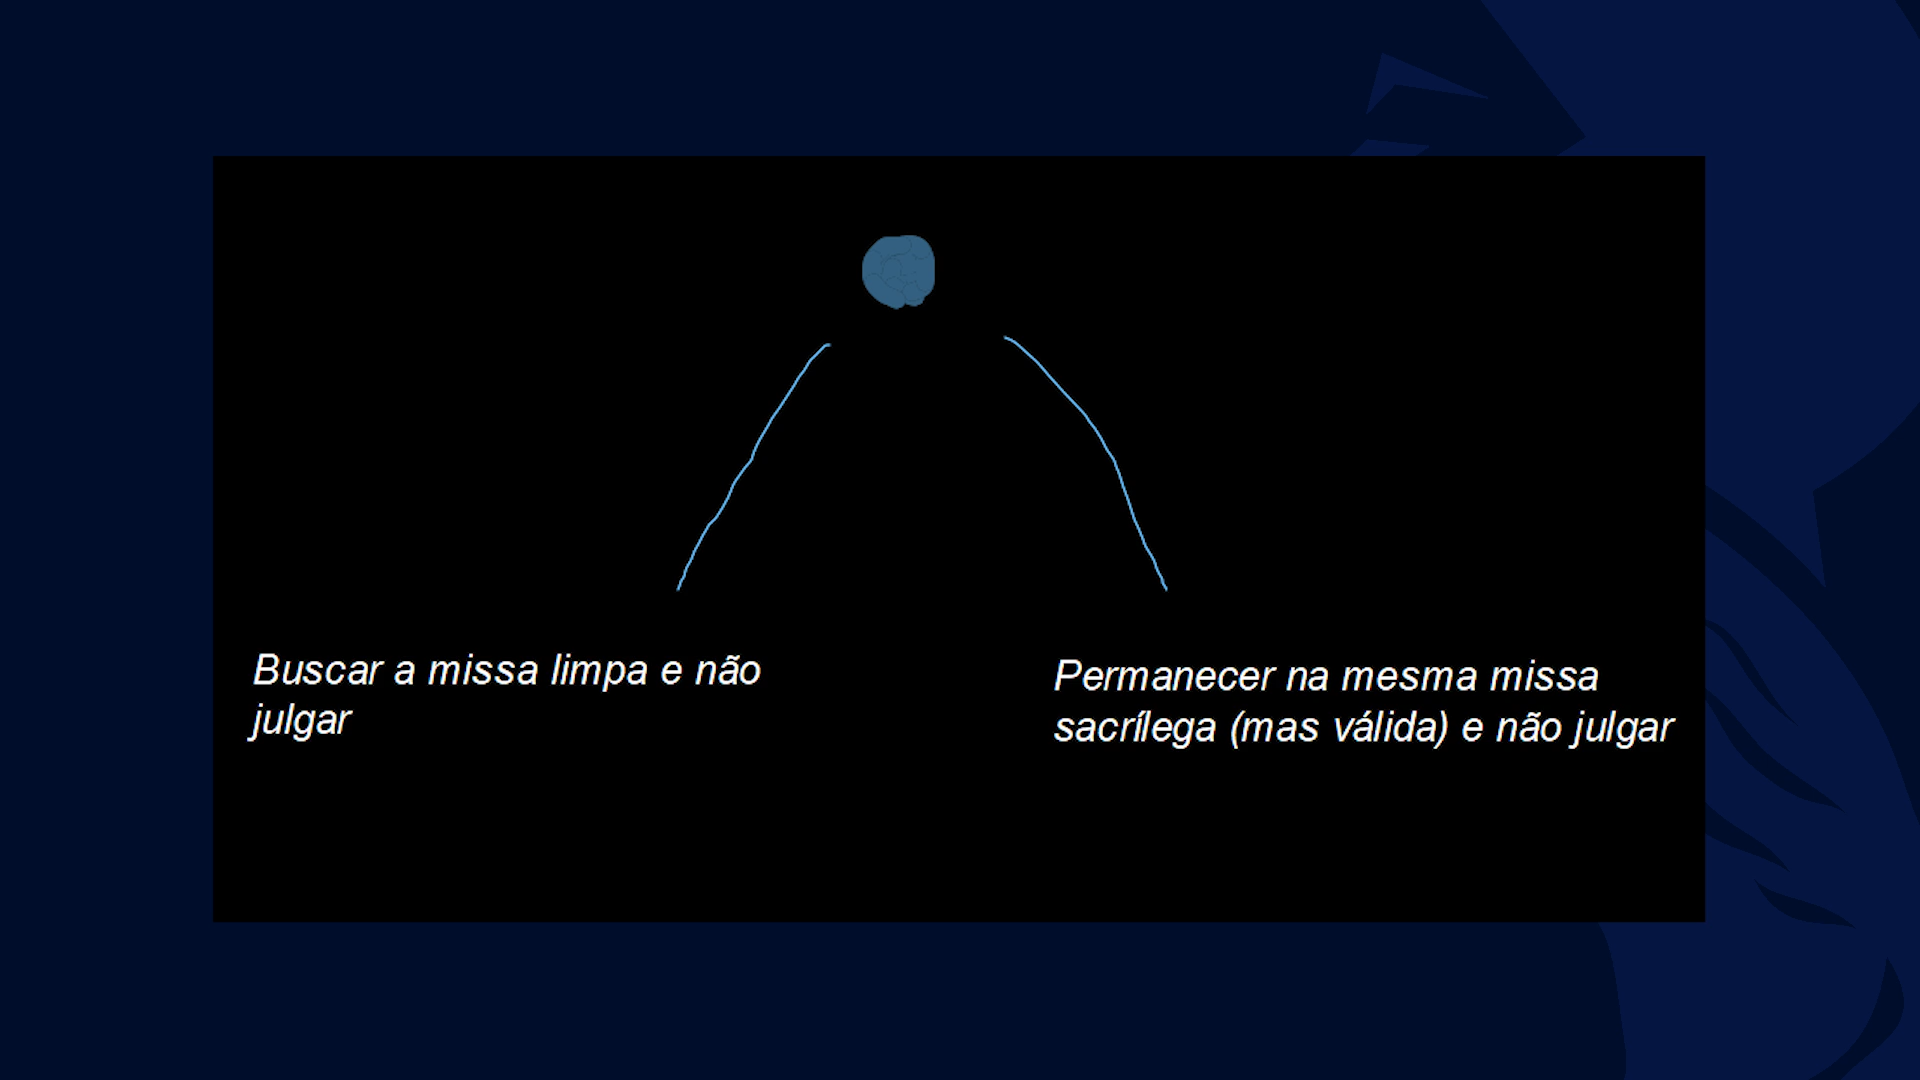 Buscar a missa limpa e não
julgar
Permanecer na mesma missa
sacrílega (mas válida) e não julgar